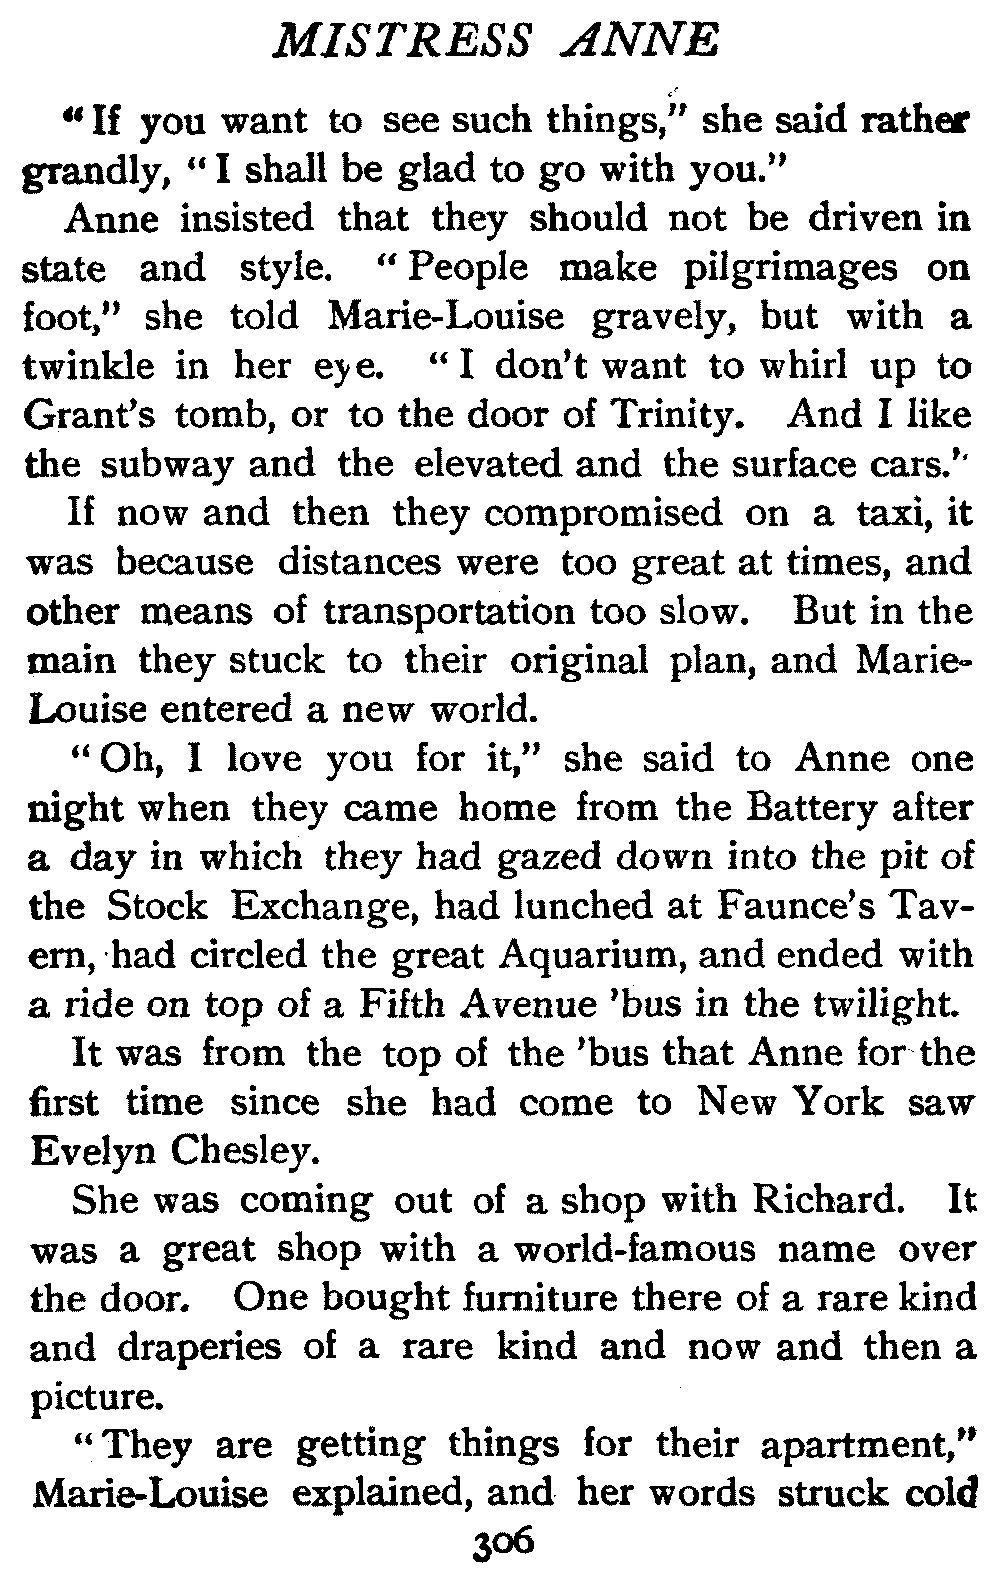 MISTRESS ANNE
“If you want to see such things,” she said rather
grandly, “I shall be glad to go with you.”
Anne insisted that they should not be driven in
state and style. “People make pilgrimages on
foot,” she told Marie-Louise gravely, but with a
twinkle in her eye. “I don’t want to whirl up to
Grant’s tomb, or to the door of Trinity. And I like
the subway and the elevated and the surface cars.”
If now and then they compromised on a taxi, it
was because distances were too great at times, and
other means of transportation too slow. But in the
main they stuck to their original plan, and Marie-
Louise entered a new world.
“Oh, I love you for it,” she said to Anne one
night when they came home from the Battery after
a day in which they had gazed down into the pit of
the Stock Exchange, had lunched at Faunce’s Tav-
ern, had circled the great Aquarium, and ended with
a ride on top of a Fifth Avenue ’bus in the twilight.
It was from the top of the ’bus that Anne for the
first time since she had come to New York saw
Evelyn Chesley.
She was coming out of a shop with Richard. It
was a great shop with a world-famous name over
the door. One bought furniture there of a rare kind
and draperies of a rare kind and now and then a
picture.
“They are getting things for their apartment,”
Marie-Louise explained, and her words struck cold
306